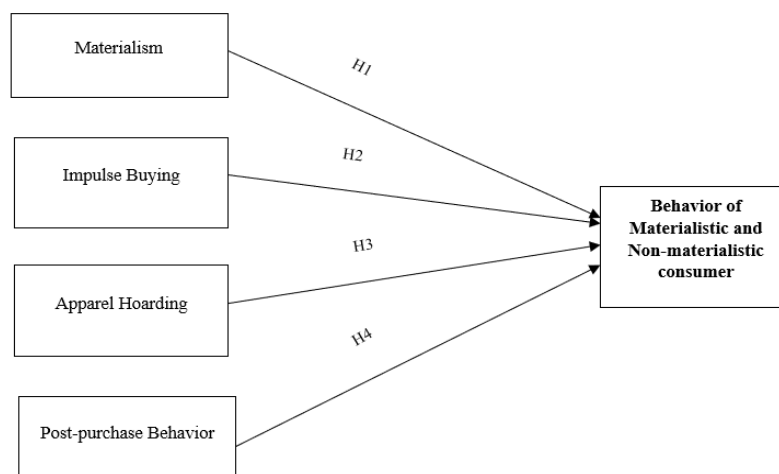 Materialism
H1
Impulse Buying
H2
Behavior of
Materialistic and
Non-materialistic
consumer
H3
Apparel Hoarding
H4
Post-purchase Behavior